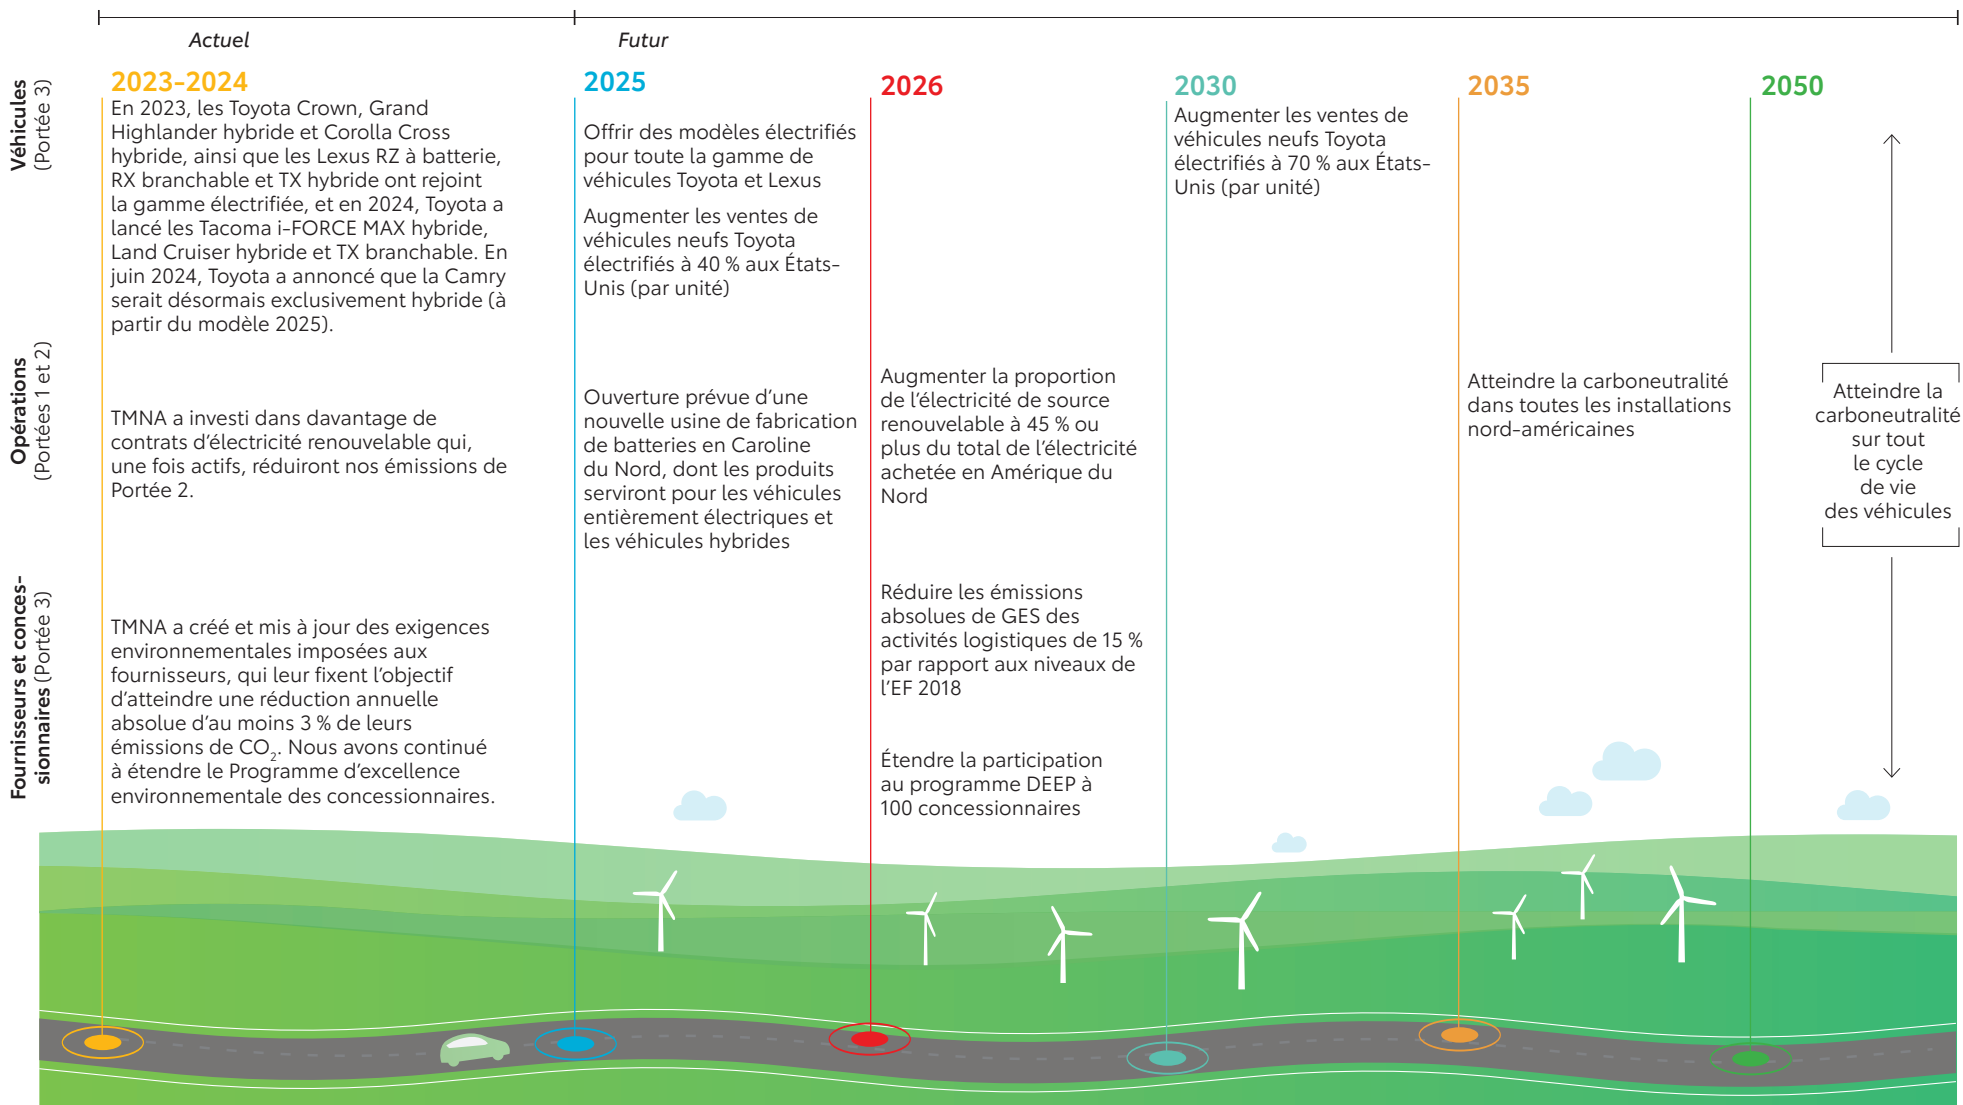 Actuel
Futur
Véhicules
(Portée 3)
Opérations
(Portées 1 et 2)
Fournisseurs et conces-
sionnaires (Portée 3)
2023-2024
En 2023, les Toyota Crown, Grand
Highlander hybride et Corolla Cross
hybride, ainsi que les Lexus RZ à batterie,
RX branchable et TX hybride ont rejoint
la gamme électrifiée, et en 2024, Toyota a
lancé les Tacoma i-FORCE MAX hybride,
Land Cruiser hybride et TX branchable. En
juin 2024, Toyota a annoncé que la Camry
serait désormais exclusivement hybride (à
partir du modèle 2025).
TMNA a investi dans davantage de
contrats d’électricité renouvelable qui,
une fois actifs, réduiront nos émissions de
Portée 2.
TMNA a créé et mis à jour des exigences
environnementales imposées aux
fournisseurs, qui leur fixent l’objectif
d’atteindre une réduction annuelle
absolue d’au moins 3 % de leurs
émissions de CO₂. Nous avons continué
à étendre le Programme d’excellence
environnementale des concessionnaires.
2025
Offrir des modèles électrifiés
pour toute la gamme de
véhicules Toyota et Lexus
Augmenter les ventes de
véhicules neufs Toyota
électrifiés à 40 % aux États-
Unis (par unité)
Ouverture prévue d’une
nouvelle usine de fabrication
de batteries en Caroline
du Nord, dont les produits
serviront pour les véhicules
entièrement électriques et
les véhicules hybrides
2026
Augmenter la proportion
de l’électricité de source
renouvelable à 45 % ou
plus du total de l’électricité
achetée en Amérique du
Nord
Réduire les émissions
absolues de GES des
activités logistiques de 15 %
par rapport aux niveaux de
l’EF 2018
Étendre la participation
au programme DEEP à
100 concessionnaires
2030
Augmenter les ventes de
véhicules neufs Toyota
électrifiés à 70 % aux États-
Unis (par unité)
2035
Atteindre la carboneutralité
dans toutes les installations
nord-américaines
2050
Atteindre la
carboneutralité
sur tout
le cycle
de vie
des véhicules